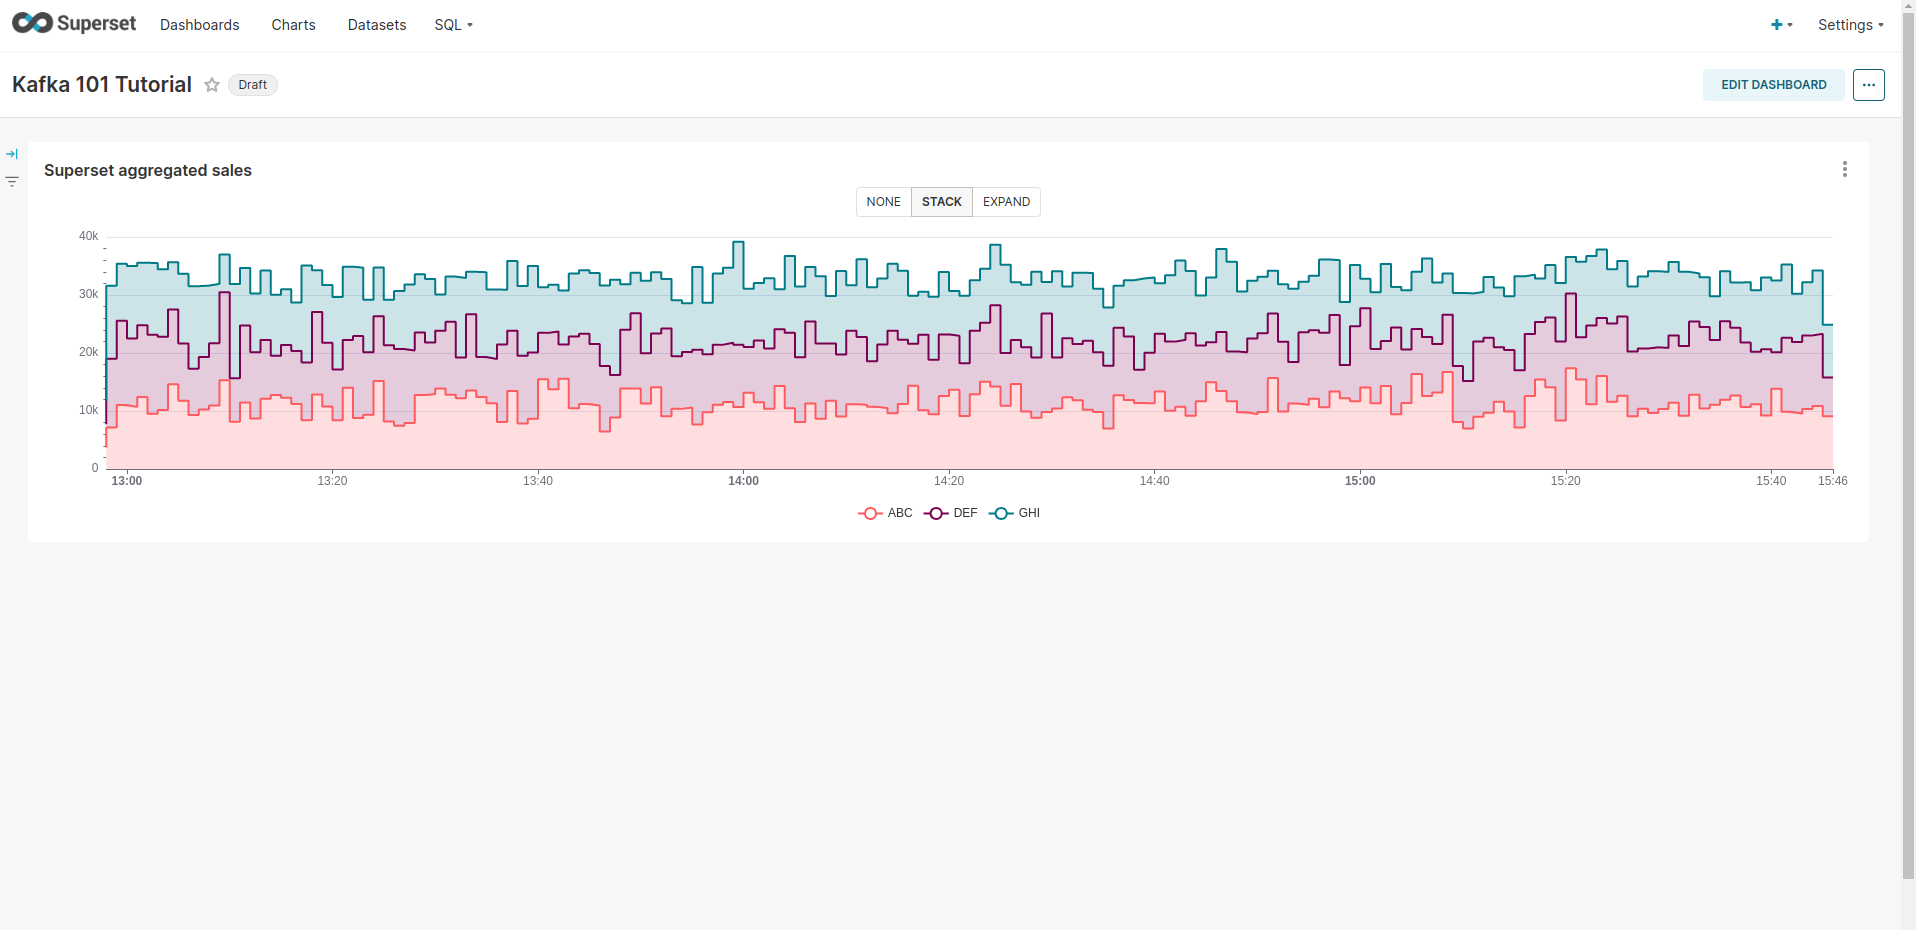 Superset Dashboards Charts Datasets SQL Settings
Kafka 101 Tutorial Draft EDIT DASHBOARD
Superset aggregated sales
NONE STACK EXPAND
40k
30k
20k
10k
0
13:00 13:20 13:40 14:00 14:20 14:40 15:00 15:20 15:40 15:46
ABC DEF GHI